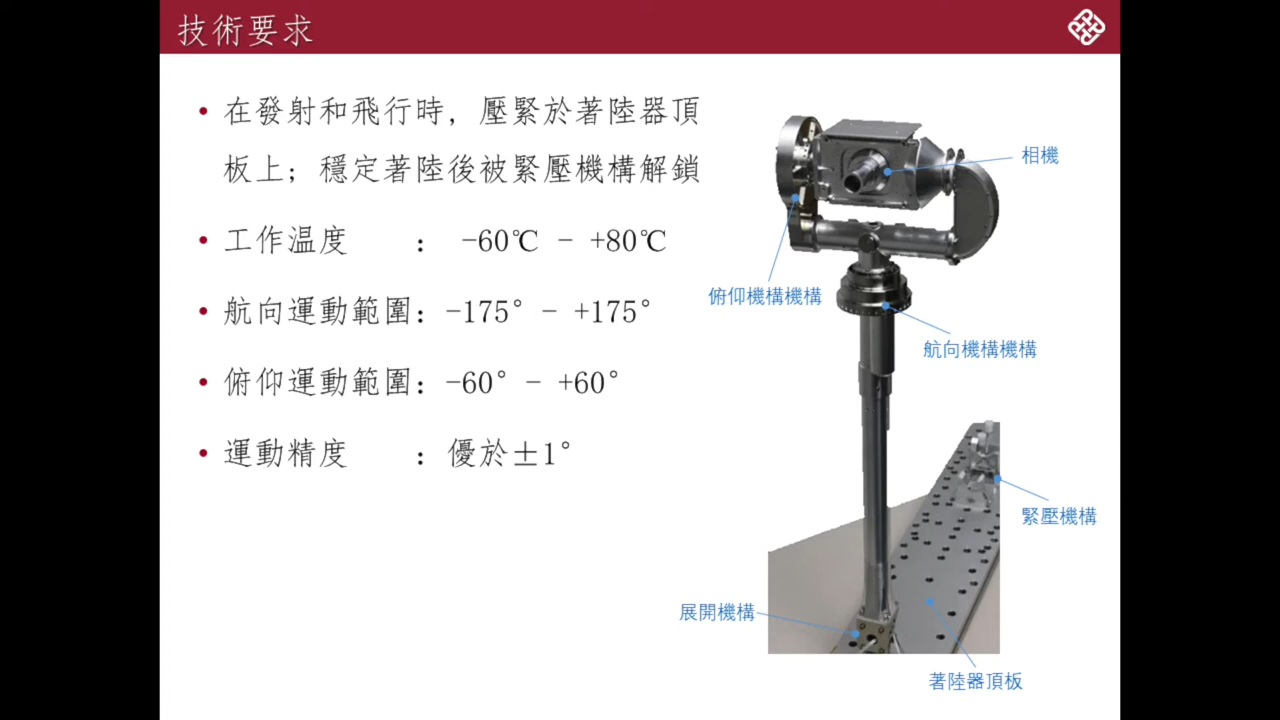 技術要求
• 在發射和飛行時，壓緊於著陸器頂
板上；穩定著陸後被緊壓機構解鎖
• 工作溫度 ： -60℃ - +80℃
• 航向運動範圍：-175° - +175°
• 俯仰運動範圍：-60° - +60°
• 運動精度 ：優於±1°
相機
俯仰機構機構
航向機構機構
緊壓機構
展開機構
著陸器頂板